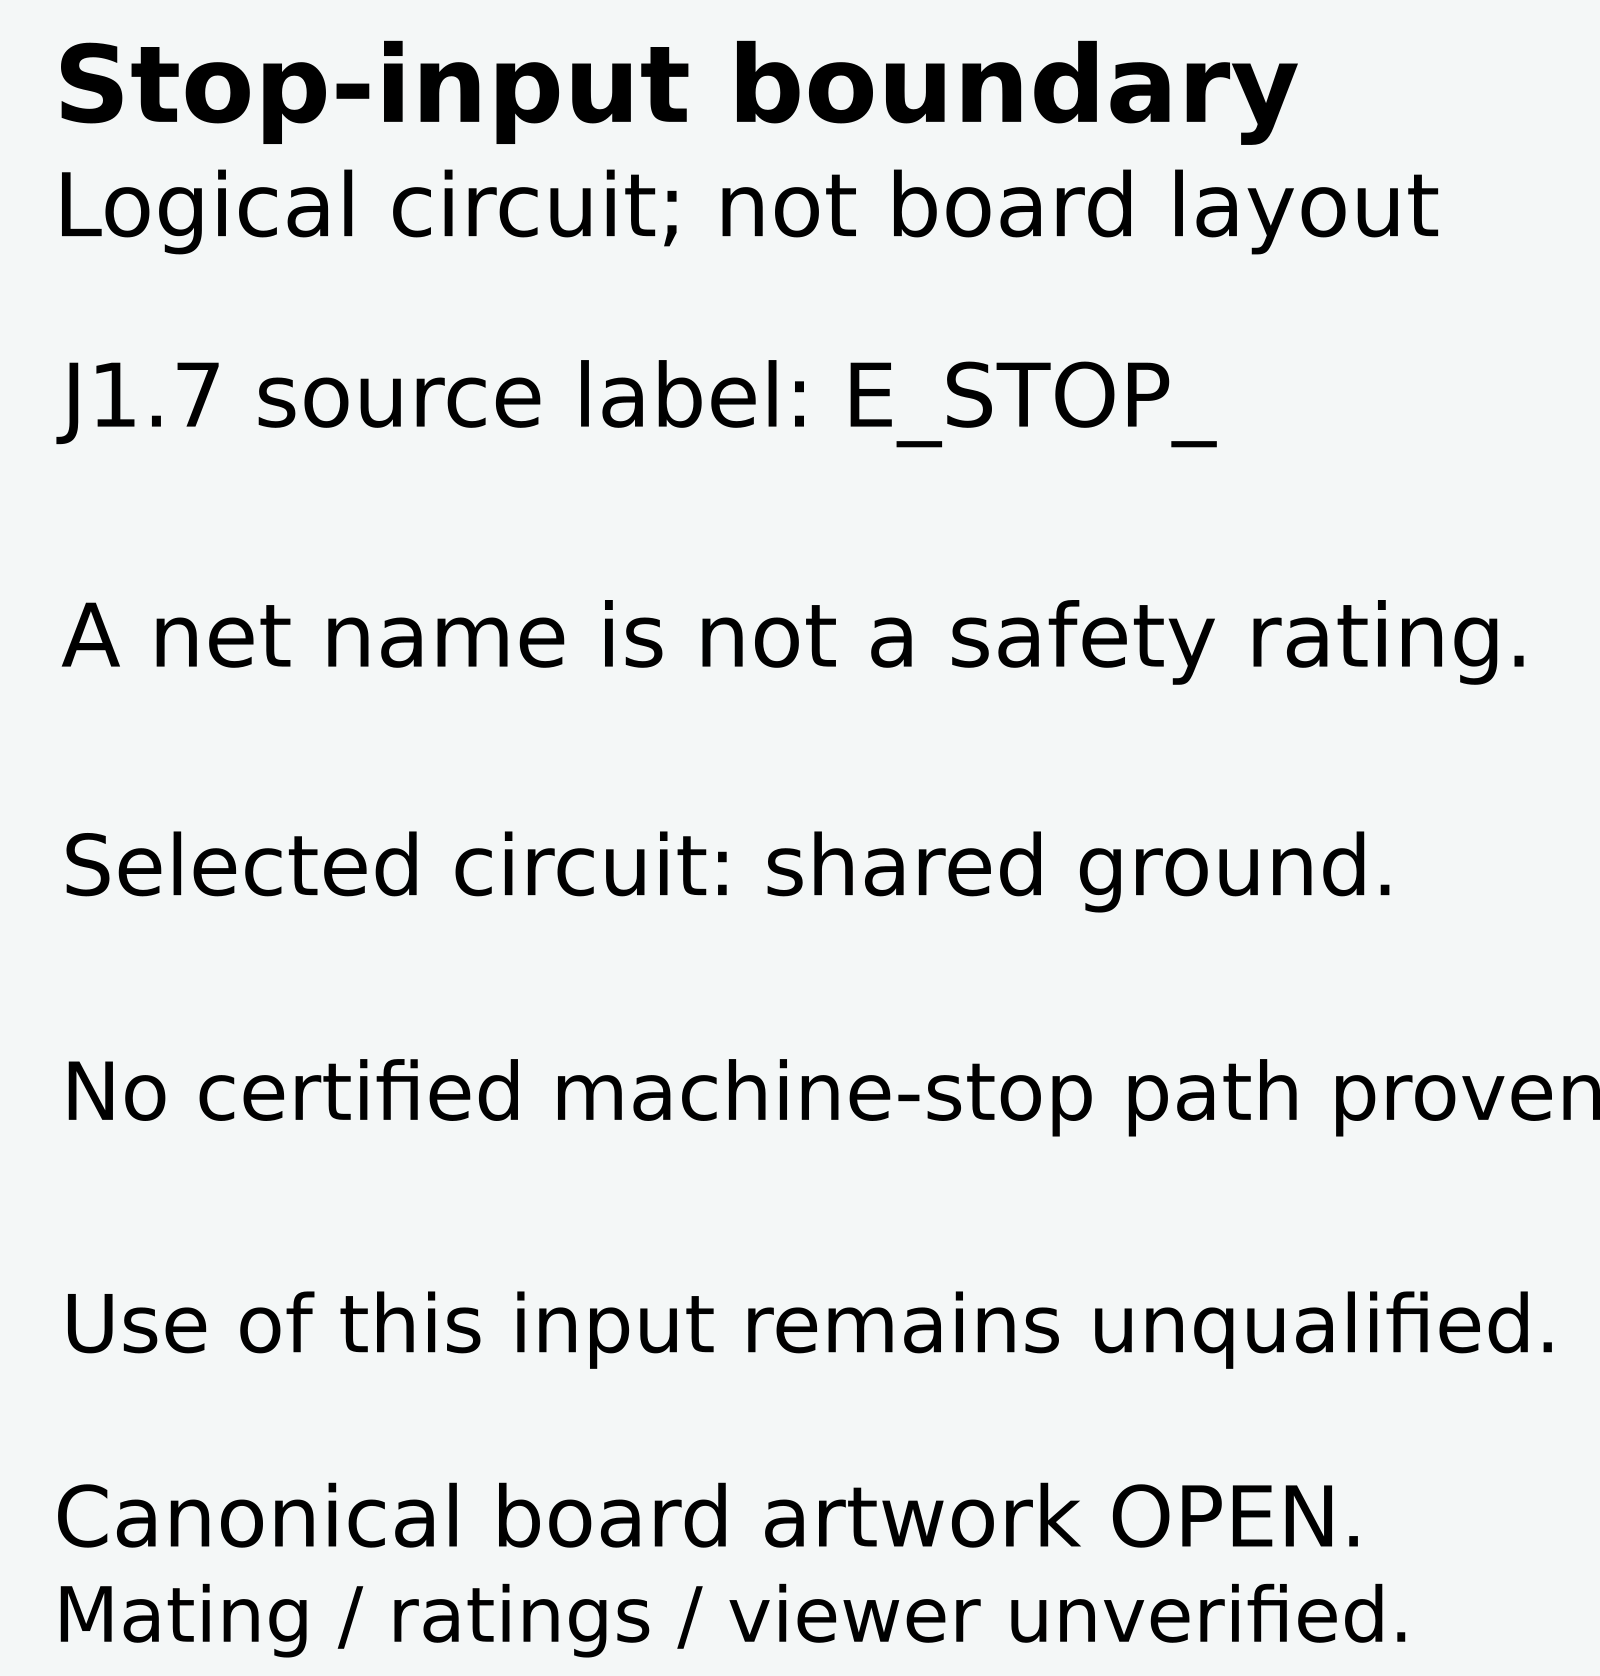 Stop-input boundary
Logical circuit; not board layout
J1.7 source label: E_STOP_
A net name is not a safety rating.
Selected circuit: shared ground.
No certified machine-stop path proven
Use of this input remains unqualified.
Canonical board artwork OPEN.
Mating / ratings / viewer unverified.